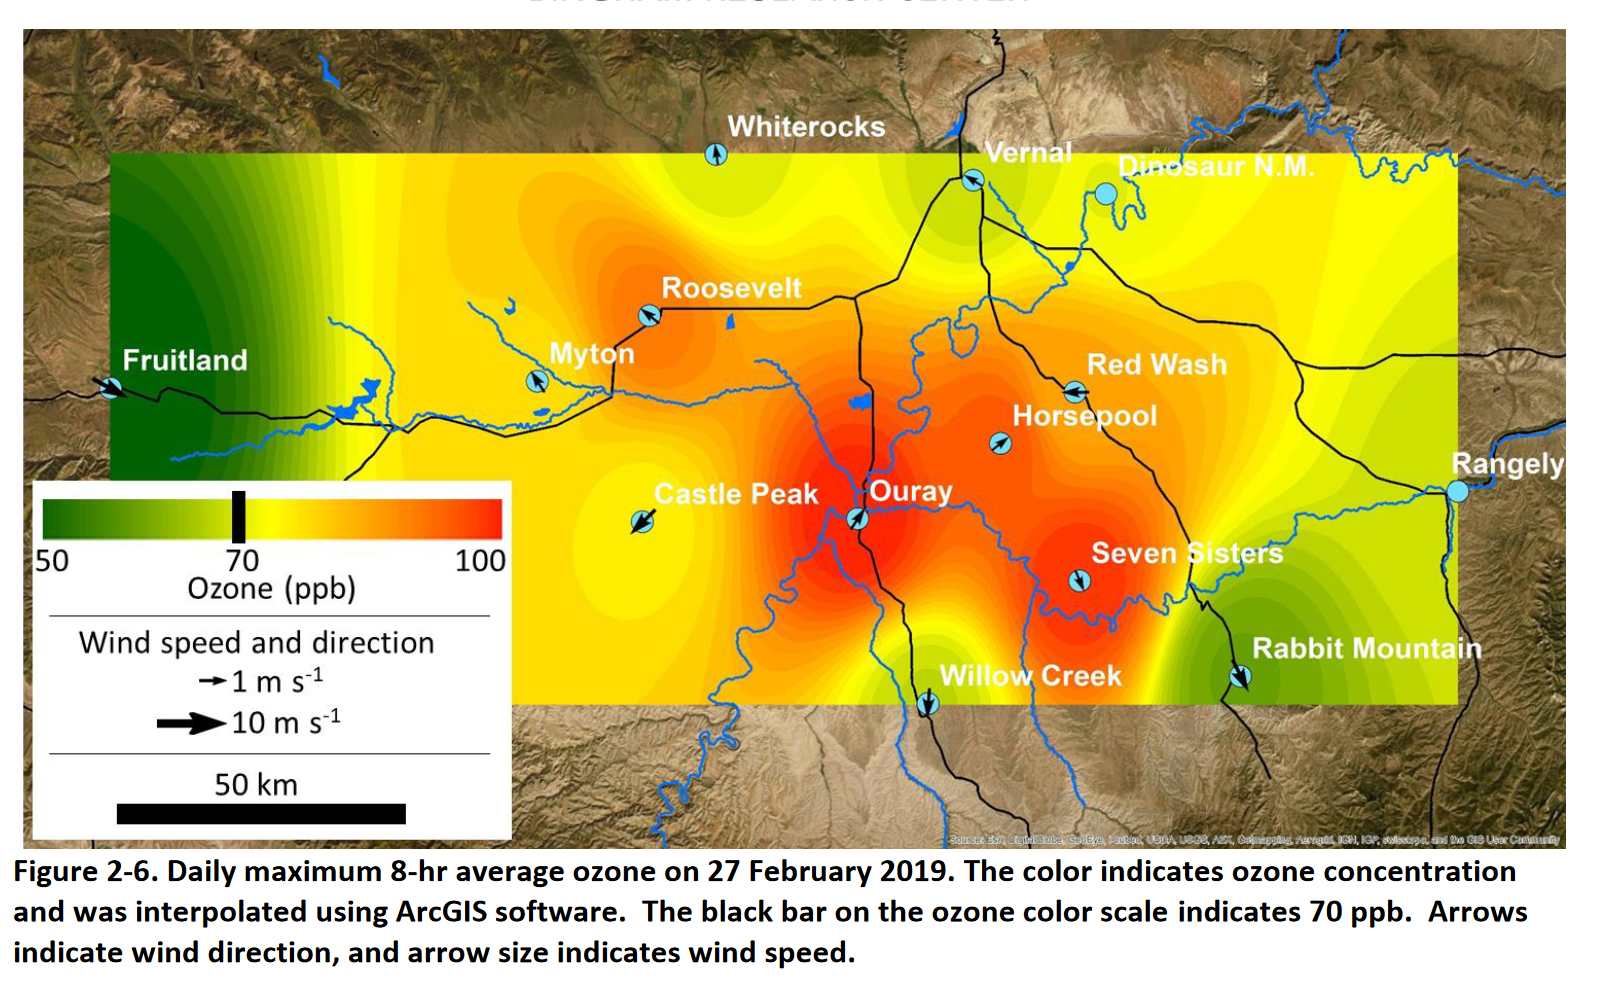 Whiterocks
Vernal
Dinosaur N.M.
Roosevelt
Fruitland
Myton
Red Wash
Horsepool
Rangely
Castle Peak
Ouray
Seven Sisters
Rabbit Mountain
Willow Creek
50 70 100
Ozone (ppb)
Wind speed and direction
1 m s-1
10 m s-1
50 km
Figure 2-6. Daily maximum 8-hr average ozone on 27 February 2019. The color indicates ozone concentration
and was interpolated using ArcGIS software. The black bar on the ozone color scale indicates 70 ppb. Arrows
indicate wind direction, and arrow size indicates wind speed.